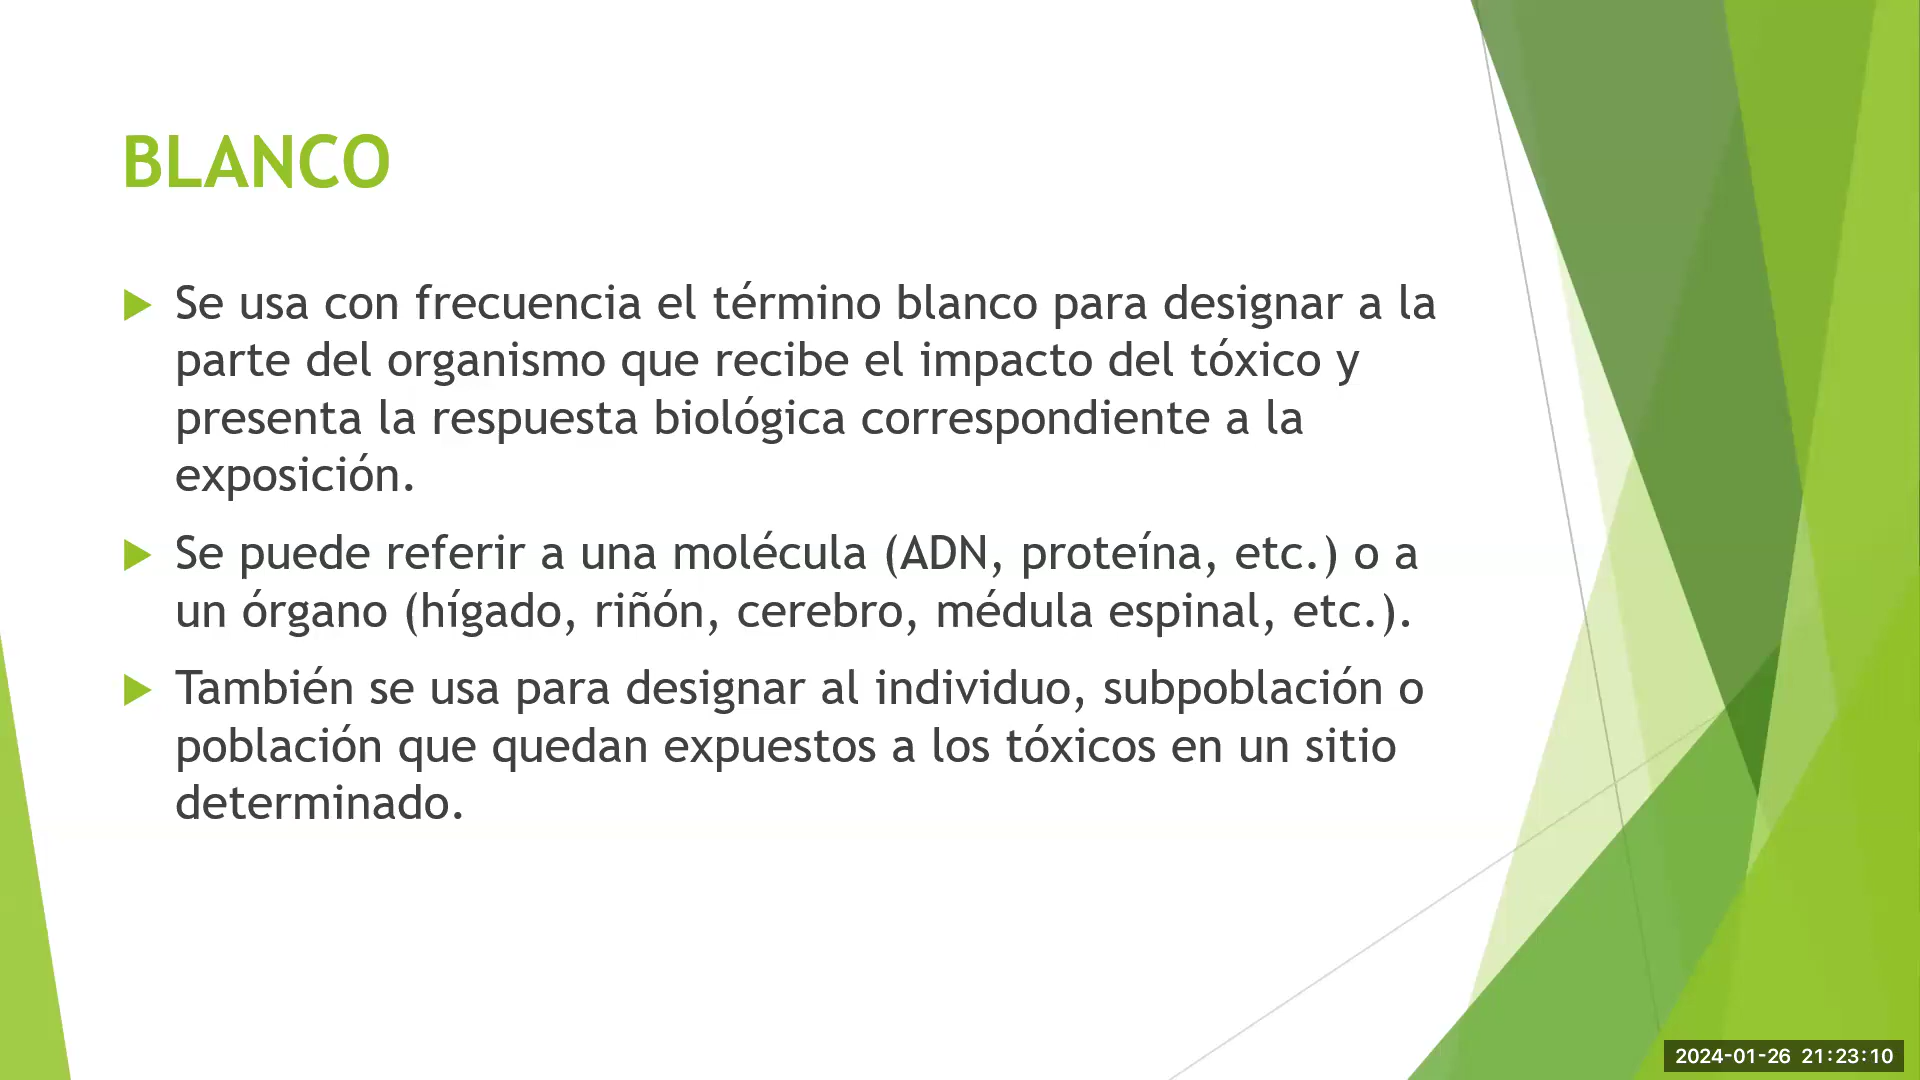 BLANCO
Se usa con frecuencia el término blanco para designar a la
parte del organismo que recibe el impacto del tóxico y
presenta la respuesta biológica correspondiente a la
exposición.
Se puede referir a una molécula (ADN, proteína, etc.) o a
un órgano (hígado, riñón, cerebro, médula espinal, etc.).
También se usa para designar al individuo, subpoblación o
población que quedan expuestos a los tóxicos en un sitio
determinado.
2024-01-26 21:23:10